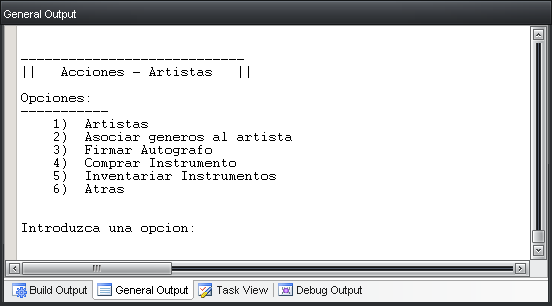 General Output
----------------------------
||   Acciones - Artistas   ||
Opciones:
-----------
1)  Artistas
2)  Asociar generos al artista
3)  Firmar Autografo
4)  Comprar Instrumento
5)  Inventariar Instrumentos
6)  Atras
Introduzca una opcion:
Build Output General Output Task View Debug Output